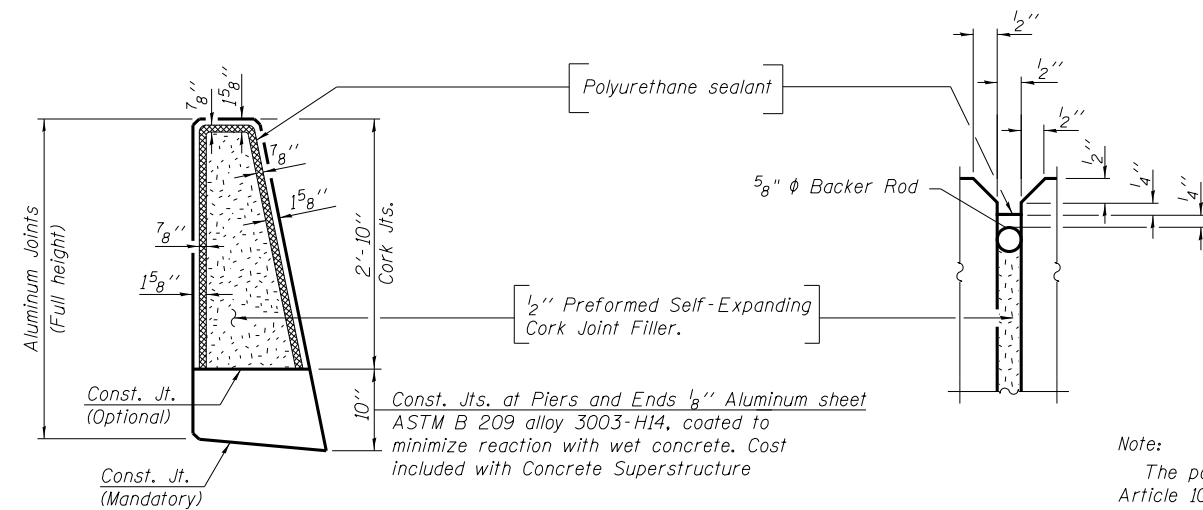 1/2''
1/2''
1/2''
1/2''
1/4''
1/4''
7/8''
1 5/8''
Polyurethane sealant
5/8" ϕ Backer Rod
7/8''
1 5/8''
7/8''
1 5/8''
Aluminum Joints
(Full height)
2'-10''
Cork Jts.
1/2'' Preformed Self-Expanding
Cork Joint Filler.
Const. Jt.
(Optional)
10''
Const. Jts. at Piers and Ends 1/8'' Aluminum sheet
ASTM B 209 alloy 3003-H14, coated to
minimize reaction with wet concrete. Cost
included with Concrete Superstructure
Const. Jt.
(Mandatory)
Note:
The
Article